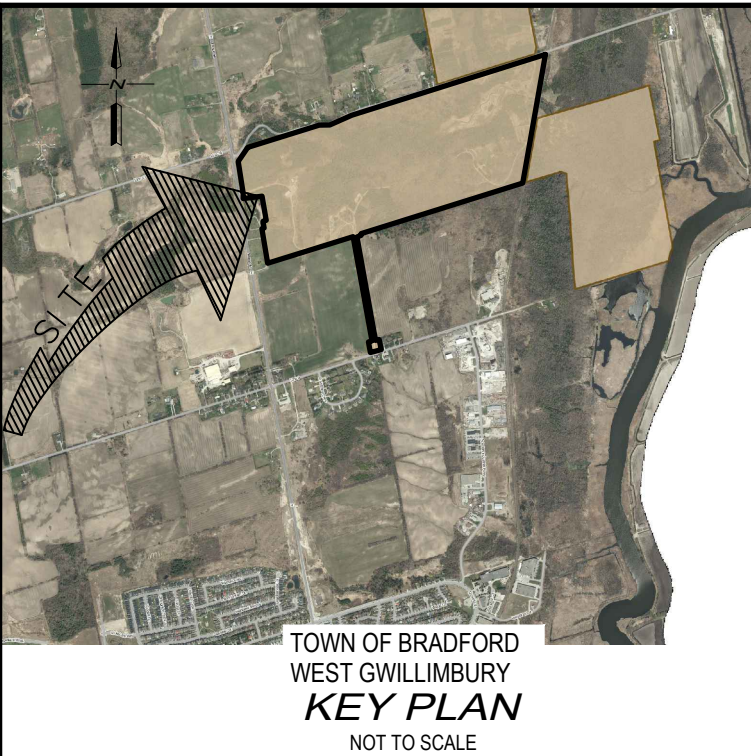 N
SITE
TOWN OF BRADFORD
WEST GWILLIMBURY
KEY PLAN
NOT TO SCALE